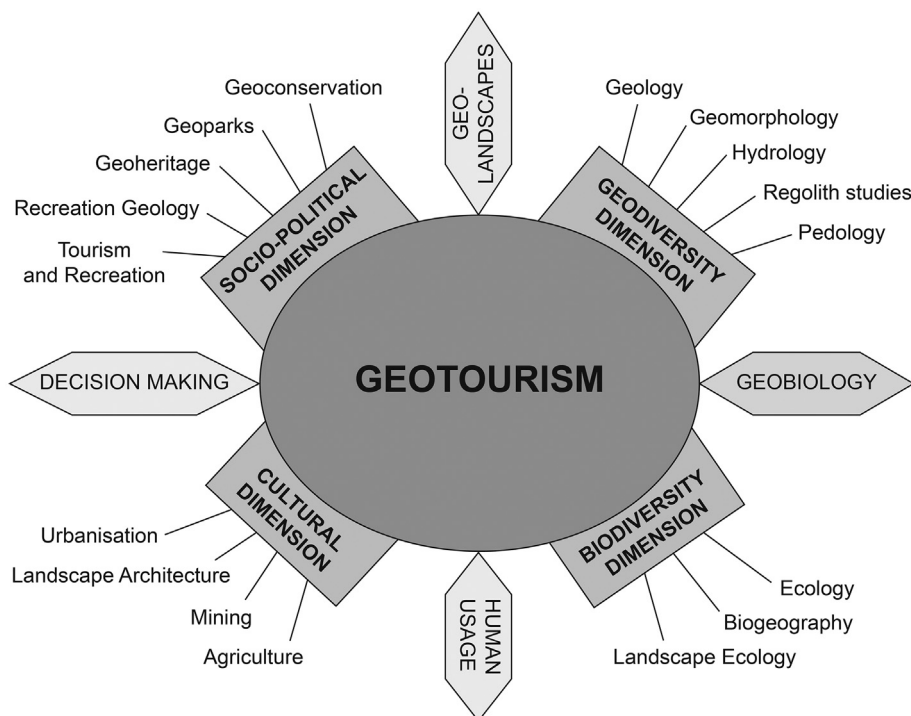 GEO-
LANDSCAPES
Geoconservation
Geoparks
Geoheritage
Recreation Geology
Tourism
and Recreation
SOCIO-POLITICAL
DIMENSION
Geology
Geomorphology
Hydrology
Regolith studies
Pedology
GEODIVERSITY
DIMENSION
DECISION MAKING
GEOTOURISM
GEOBIOLOGY
CULTURAL
DIMENSION
Urbanisation
Landscape Architecture
Mining
Agriculture
HUMAN
USAGE
BIODIVERSITY
DIMENSION
Ecology
Biogeography
Landscape Ecology